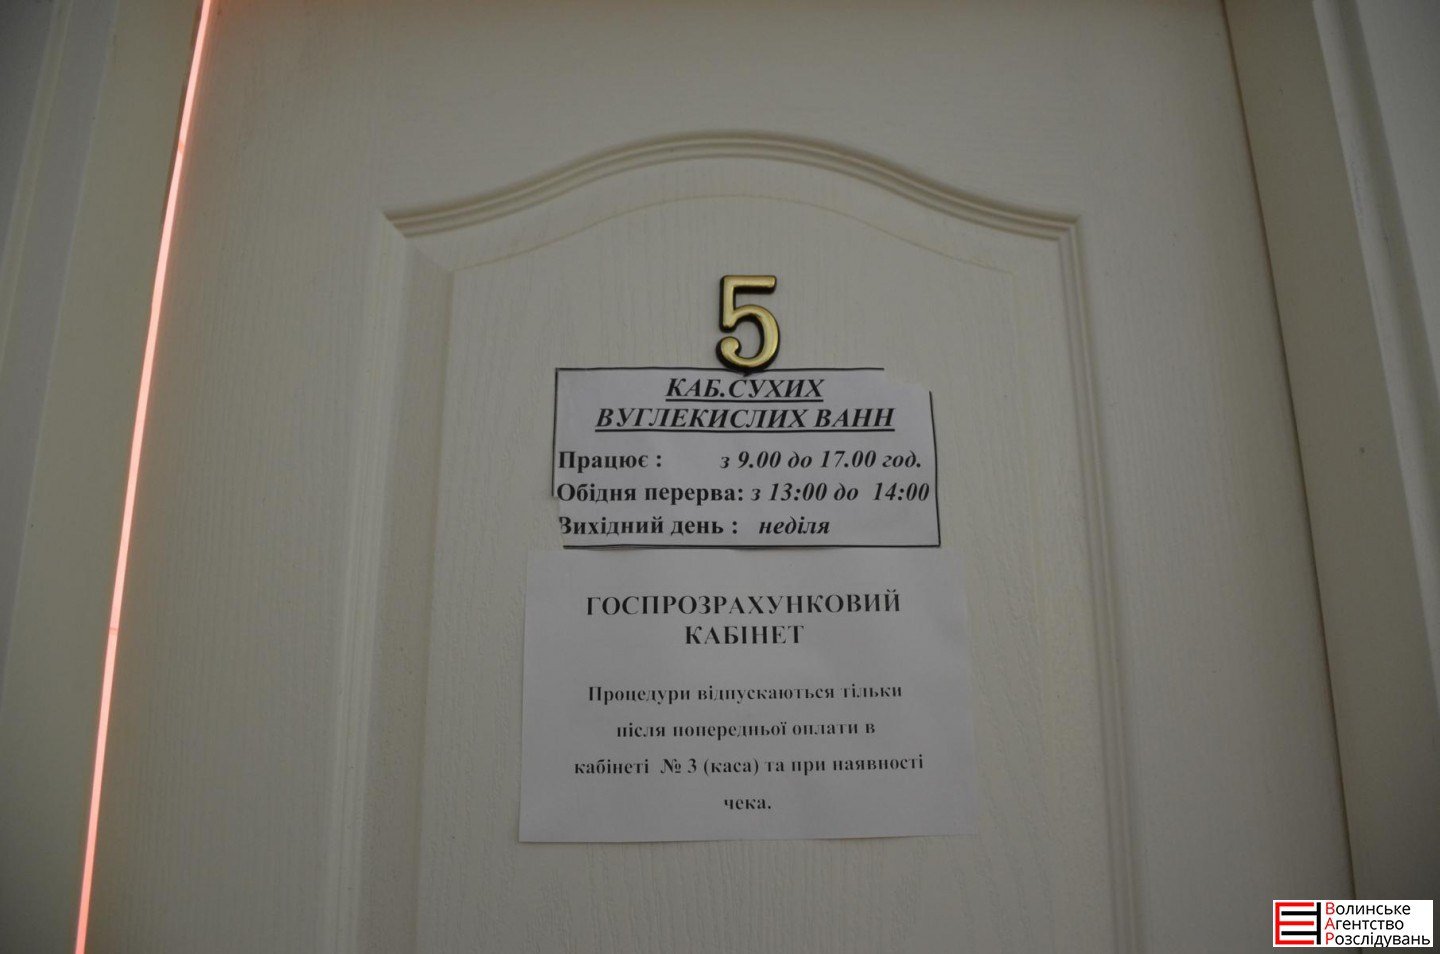 5
КАБ.СУХИХ
ВУГЛЕКИСЛИХ ВАНН
Працює : з 9.00 до 17.00 год.
Обідня перерва: з 13:00 до 14:00
Вихідний день : неділя
ГОСПРОЗРАХУНКОВИЙ
КАБІНЕТ
Процедури відпускаються тільки
після попередньої оплати в
кабінеті № 3 (каса) та при наявності
чека.
Волинське
Агентство
Розслідувань